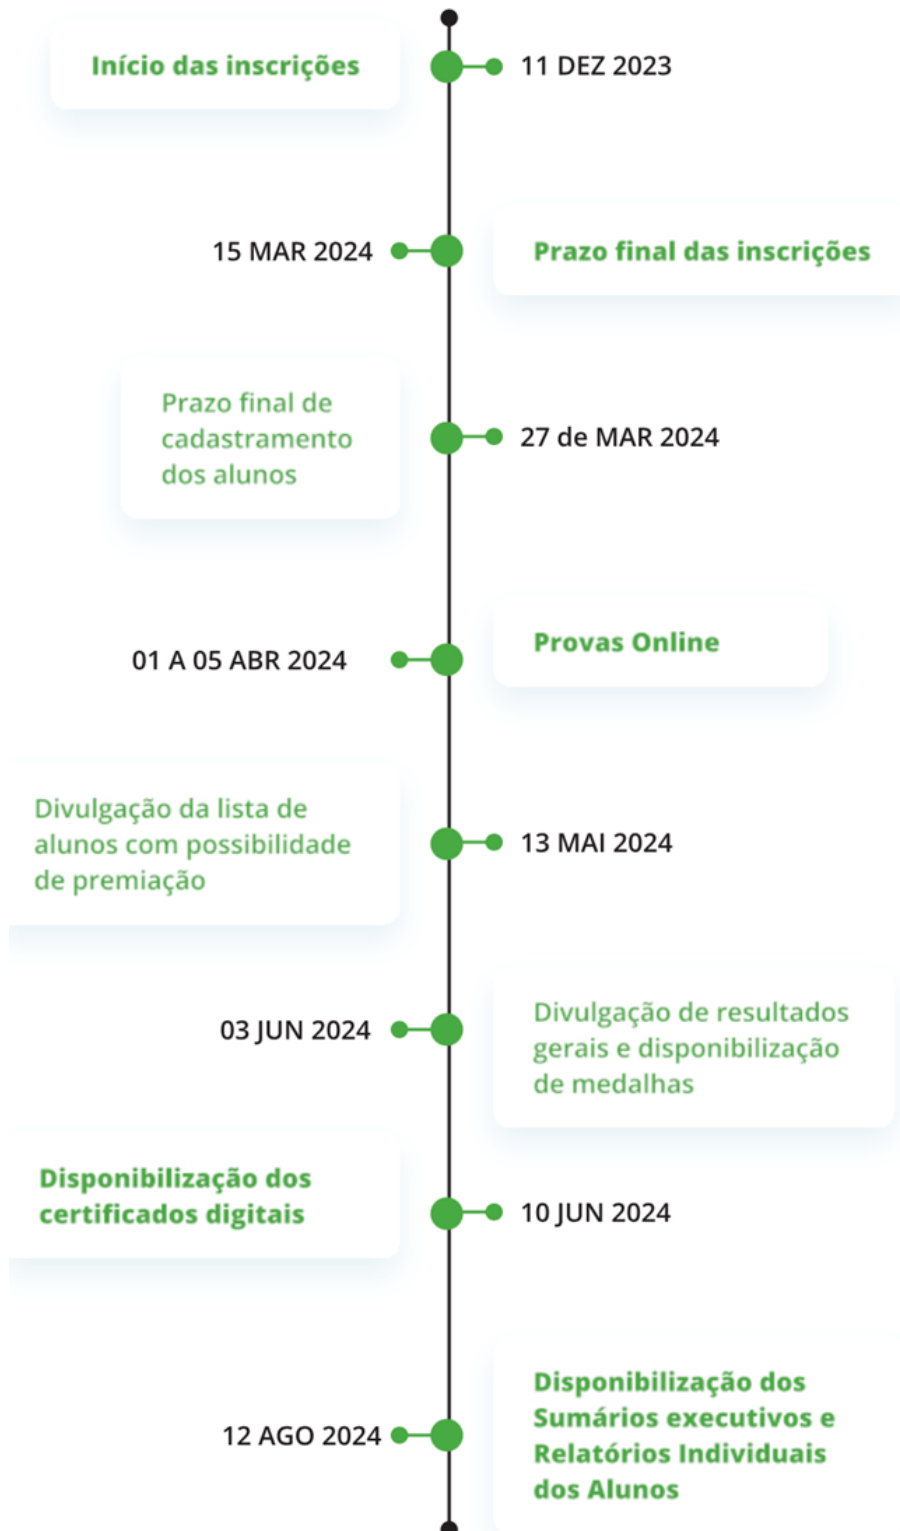 Início das inscrições
11 DEZ 2023
15 MAR 2024
Prazo final das inscrições
Prazo final de
cadastramento
dos alunos
27 de MAR 2024
01 A 05 ABR 2024
Provas Online
Divulgação da lista de
alunos com possibilidade
de premiação
13 MAI 2024
03 JUN 2024
Divulgação de resultados
gerais e disponibilização
de medalhas
Disponibilização dos
certificados digitais
10 JUN 2024
12 AGO 2024
Disponibilização dos
Sumários executivos e
Relatórios Individuais
dos Alunos